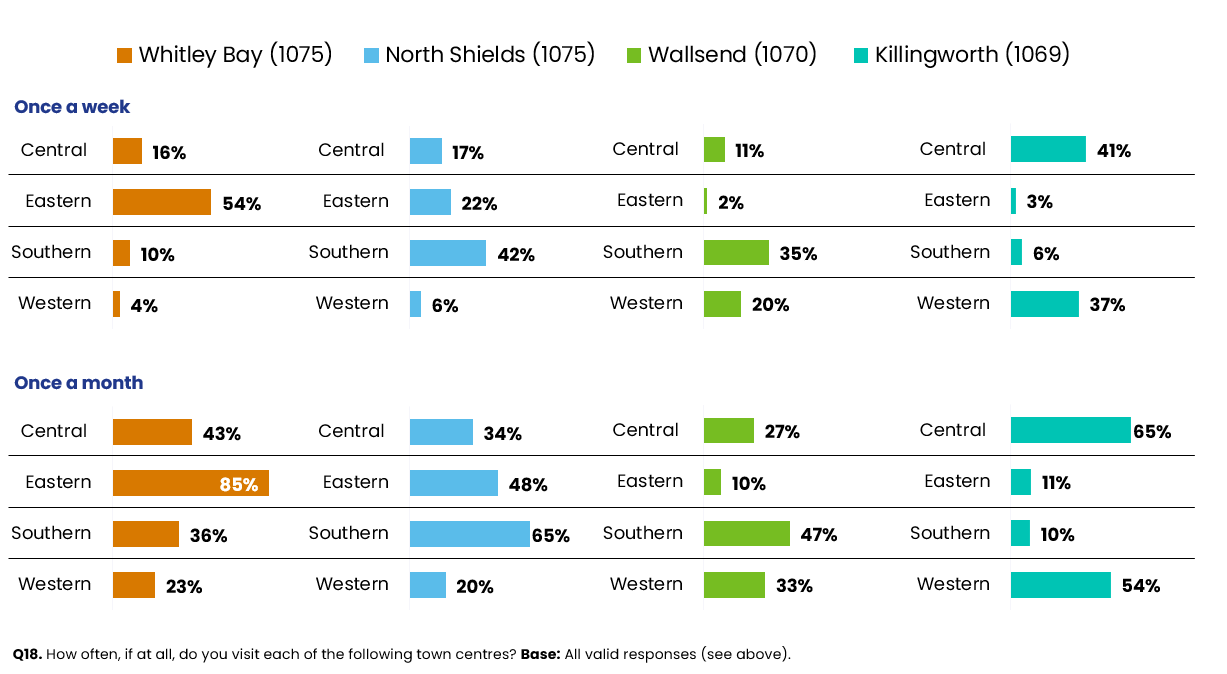 Whitley Bay (1075) North Shields (1075) Wallsend (1070) Killingworth (1069)
Once a week
Central 16% Central 17% Central 11% Central 41%
Eastern 54% Eastern 22% Eastern 2% Eastern 3%
Southern 10% Southern 42% Southern 35% Southern 6%
Western 4% Western 6% Western 20% Western 37%
Once a month
Central 43% Central 34% Central 27% Central 65%
Eastern 85% Eastern 48% Eastern 10% Eastern 11%
Southern 36% Southern 65% Southern 47% Southern 10%
Western 23% Western 20% Western 33% Western 54%
Q18. How often, if at all, do you visit each of the following town centres? Base: All valid responses (see above).